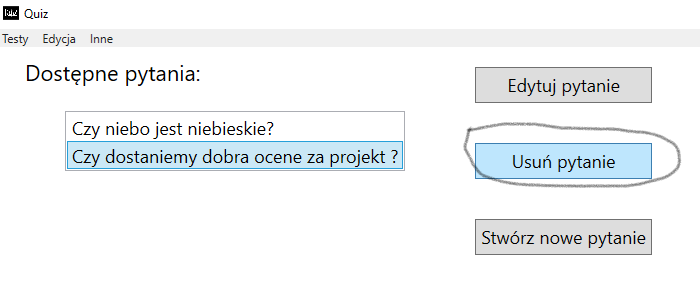 Quiz
Testy Edycja Inne
Dostępne pytania:
Czy niebo jest niebieskie?
Czy dostaniemy dobra ocene za projekt ?
Edytuj pytanie
Usuń pytanie
Stwórz nowe pytanie